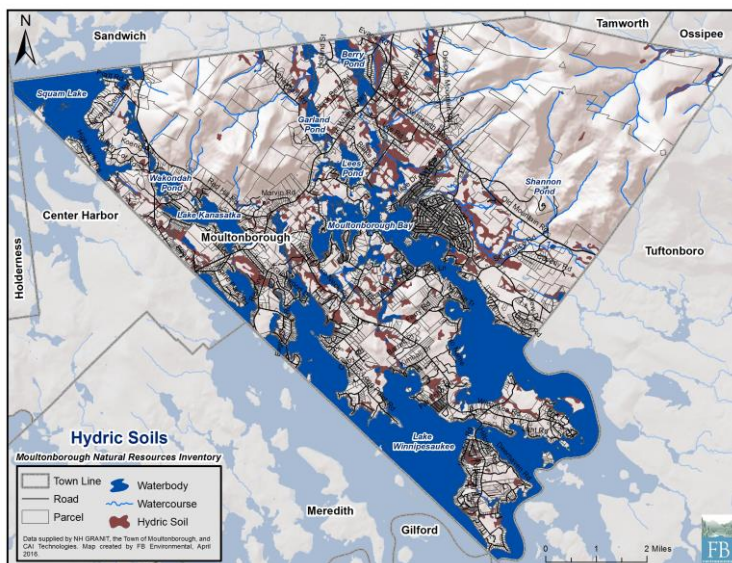 N
Sandwich
Tamworth
Ossipee
Squam Lake
Berry
Pond
Garland
Pond
Lees
Pond
Shannon
Pond
Wakondah
Pond
Lake Kanasatka
Center Harbor
Moultonborough
Moultonborough Bay
Holderness
Tuftonboro
Lake
Winnipesaukee
Meredith
Gilford
Hydric Soils
Moultonborough Natural Resources Inventory
Town Line
Waterbody
Road
Watercourse
Parcel
Hydric Soil
Data supplied by NH GRANIT, the Town of Moultonborough, and
CAI Technologies. Map created by FB Environmental, April
2016.
0 1 2 Miles
FB